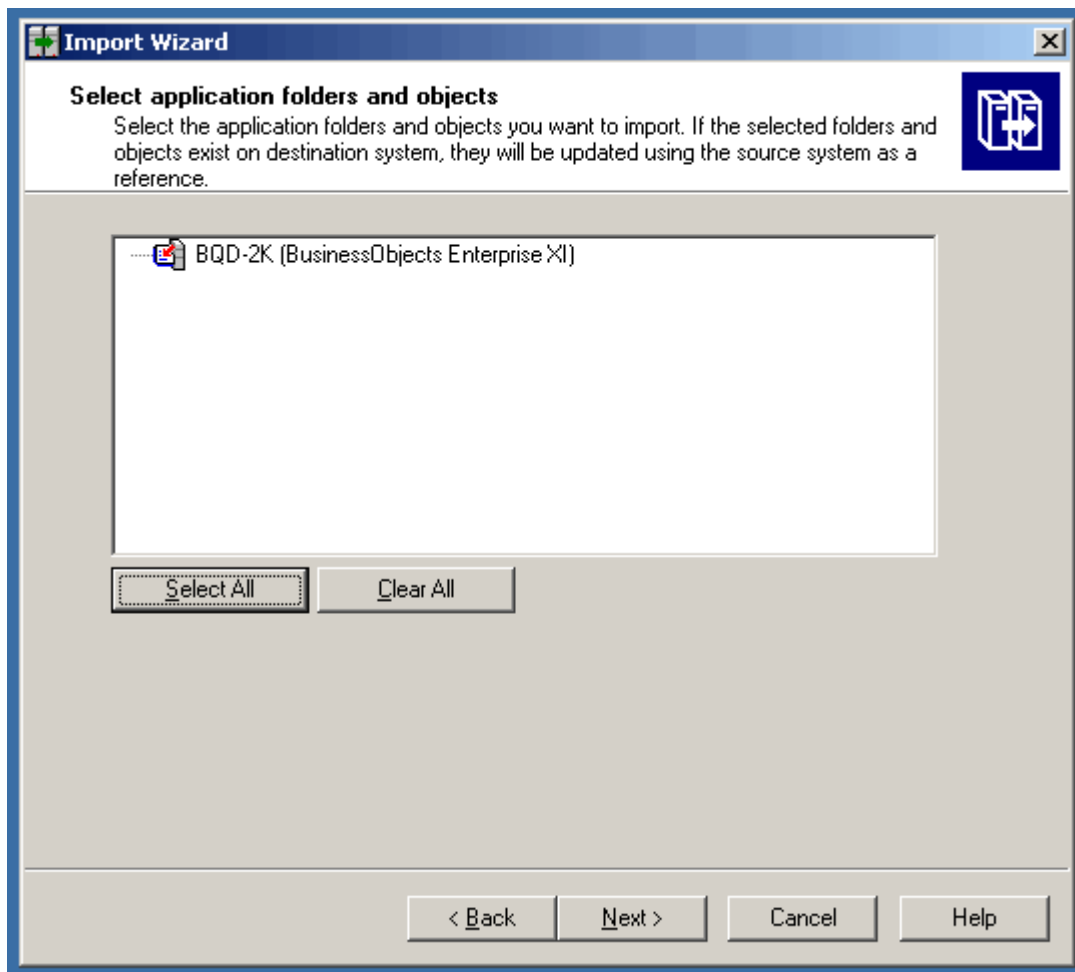 Import Wizard
Select application folders and objects
Select the application folders and objects you want to import. If the selected folders and
objects exist on destination system, they will be updated using the source system as a
reference.
BQD-2K (BusinessObjects Enterprise XI)
Select All Clear All
< Back Next > Cancel Help